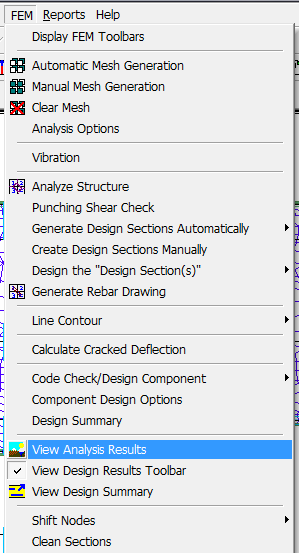 FEM Reports Help
Display FEM Toolbars
Automatic Mesh Generation
Manual Mesh Generation
Clear Mesh
Analysis Options
Vibration
Analyze Structure
Punching Shear Check
Generate Design Sections Automatically
Create Design Sections Manually
Design the "Design Section(s)"
Generate Rebar Drawing
Line Contour
Calculate Cracked Deflection
Code Check/Design Component
Component Design Options
Design Summary
View Analysis Results
View Design Results Toolbar
View Design Summary
Shift Nodes
Clean Sections